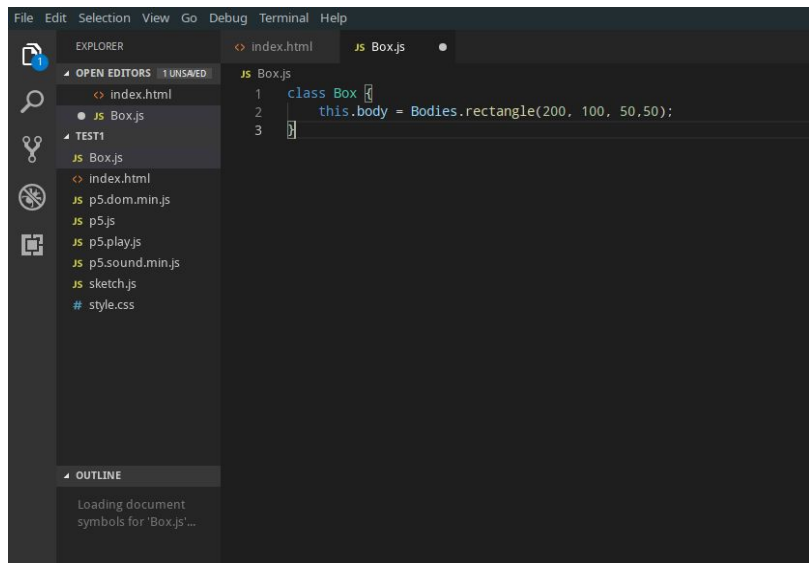 File Edit Selection View Go Debug Terminal Help
EXPLORER
1
OPEN EDITORS 1 UNSAVED
<> index.html
JS Box.js
TEST1
JS Box.js
<> index.html
JS p5.dom.min.js
JS p5.js
JS p5.play.js
JS p5.sound.min.js
JS sketch.js
# style.css
OUTLINE
Loading document
symbols for 'Box.js'...
<> index.html JS Box.js
JS Box.js
1 class Box {
2 this.body = Bodies.rectangle(200, 100, 50,50);
3 }